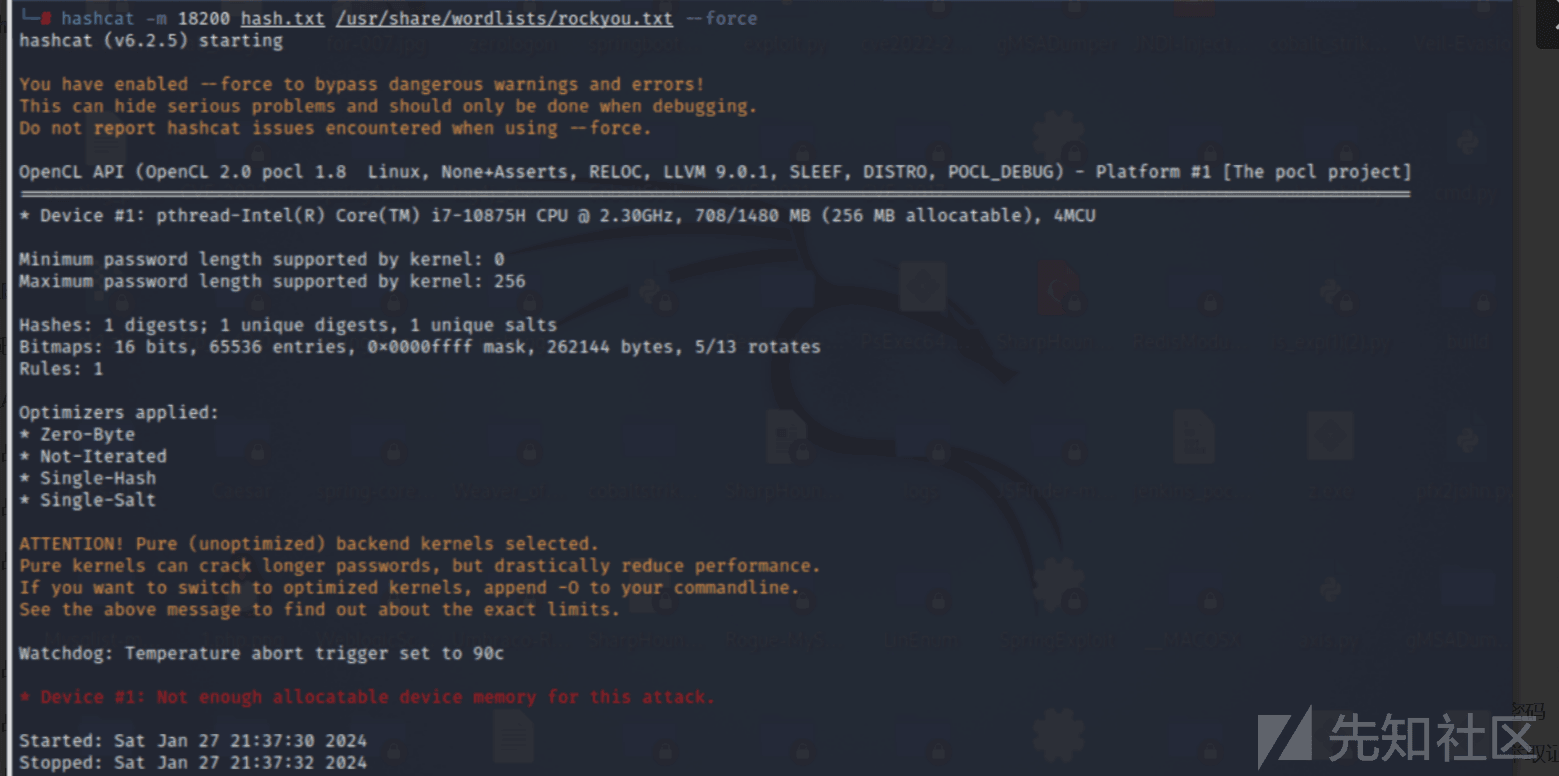 └─# hashcat -m 18200 hash.txt /usr/share/wordlists/rockyou.txt --force
hashcat (v6.2.5) starting
You have enabled --force to bypass dangerous warnings and errors!
This can hide serious problems and should only be done when debugging.
Do not report hashcat issues encountered when using --force.
OpenCL API (OpenCL 2.0 pocl 1.8  Linux, None+Asserts, RELOC, LLVM 9.0.1, SLEEF, DISTRO, POCL_DEBUG) - Platform #1 [The pocl project]
* Device #1: pthread-Intel(R) Core(TM) i7-10875H CPU @ 2.30GHz, 708/1480 MB (256 MB allocatable), 4MCU
Minimum password length supported by kernel: 0
Maximum password length supported by kernel: 256
Hashes: 1 digests; 1 unique digests, 1 unique salts
Bitmaps: 16 bits, 65536 entries, 0×0000ffff mask, 262144 bytes, 5/13 rotates
Rules: 1
Optimizers applied:
* Zero-Byte
* Not-Iterated
* Single-Hash
* Single-Salt
ATTENTION! Pure (unoptimized) backend kernels selected.
Pure kernels can crack longer passwords, but drastically reduce performance.
If you want to switch to optimized kernels, append -O to your commandline.
See the above message to find out about the exact limits.
Watchdog: Temperature abort trigger set to 90c
* Device #1: Not enough allocatable device memory for this attack.
Started: Sat Jan 27 21:37:30 2024
Stopped: Sat Jan 27 21:37:32 2024
先知社区